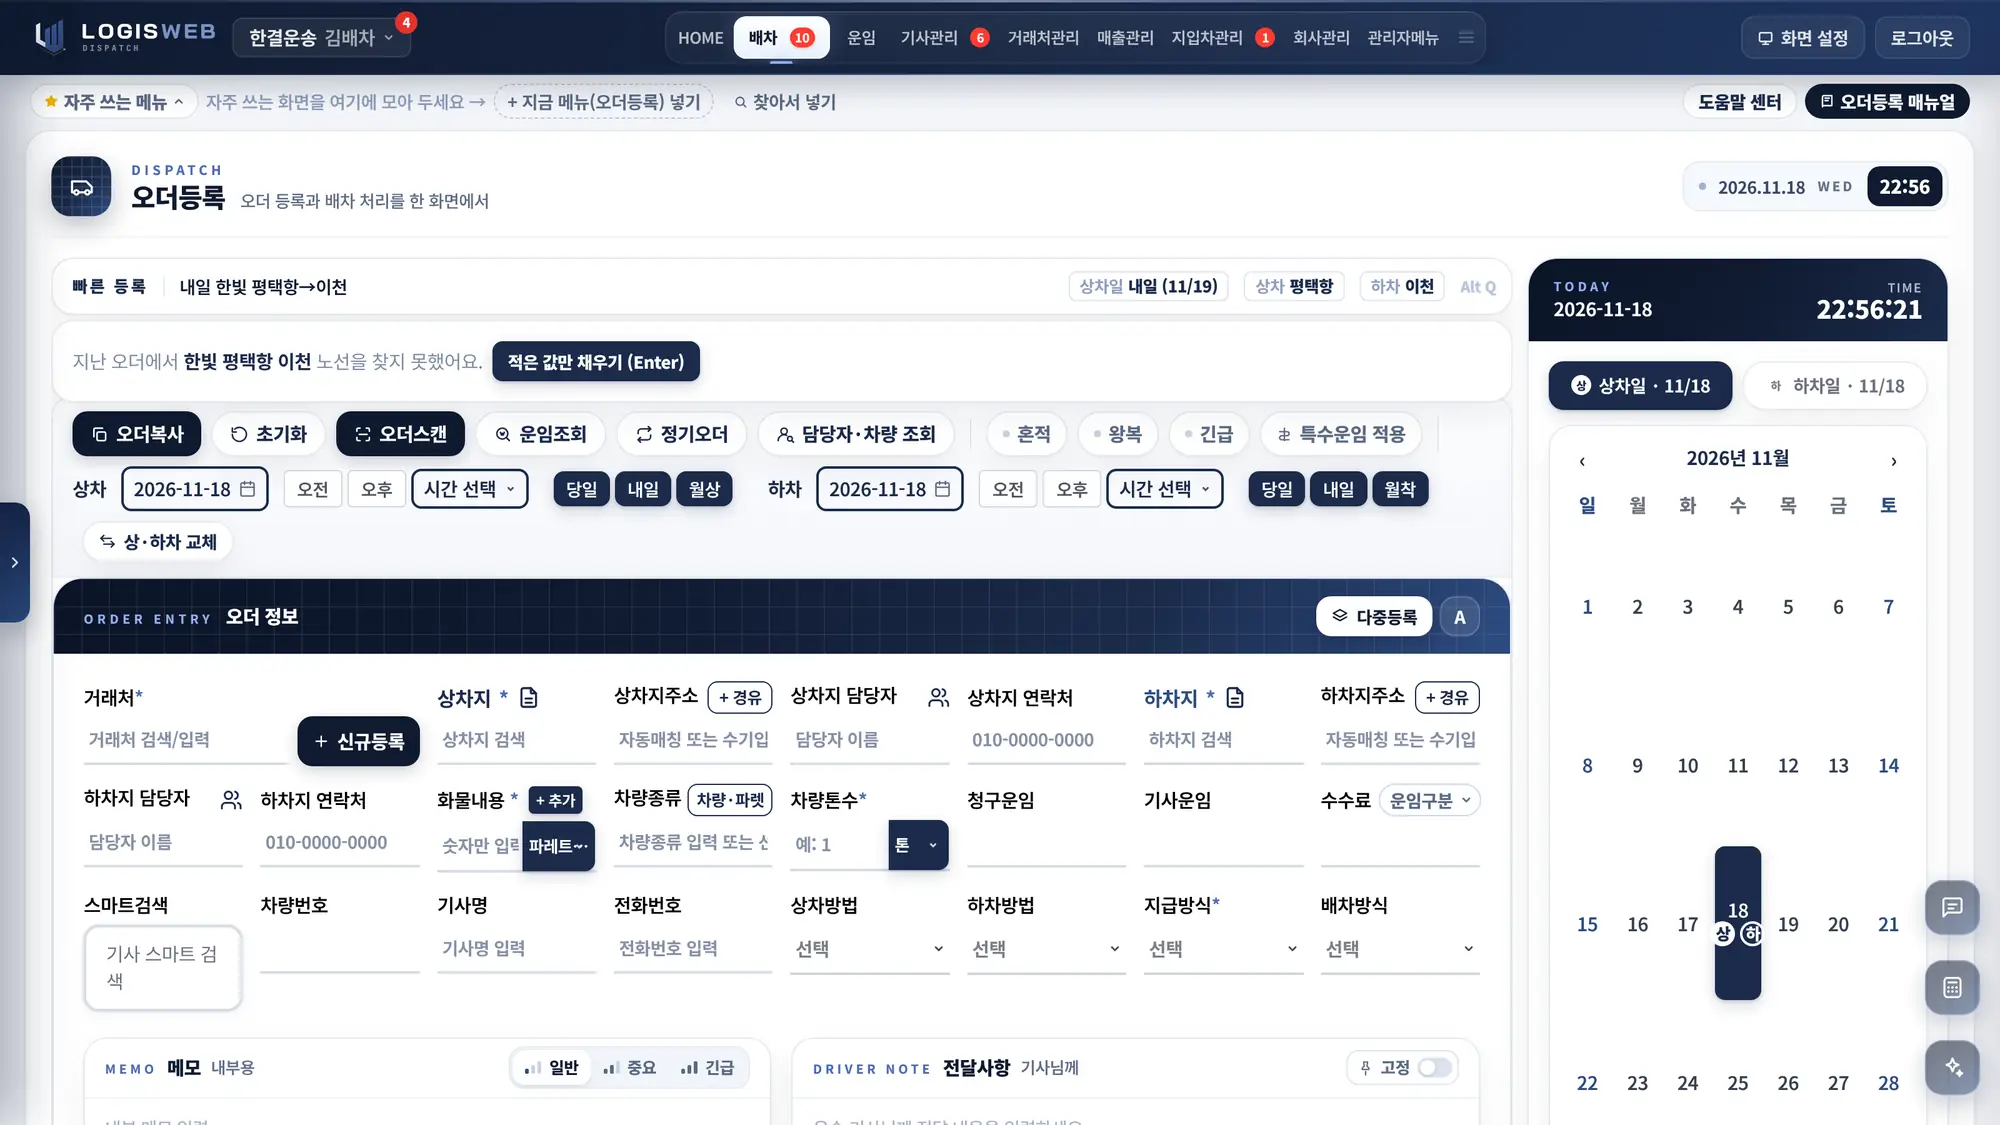 LOGISWEB
DISPATCH
한결운송 김배차
4
HOME
배차 10
운임
기사관리 6
거래처관리
매출관리
지입차관리 1
회사관리
관리자메뉴
화면 설정
로그아웃
자주 쓰는 메뉴
자주 쓰는 화면을 여기에 모아 두세요 →
+ 지금 메뉴(오더등록) 넣기
찾아서 넣기
도움말 센터
오더등록 매뉴얼
DISPATCH
오더등록 오더 등록과 배차 처리를 한 화면에서
2026.11.18 WED 22:56
빠른 등록 내일 한빛 평택항→이천
상차일 내일 (11/19)
상차 평택항
하차 이천
Alt Q
지난 오더에서 한빛 평택항 이천 노선을 찾지 못했어요.
적은 값만 채우기 (Enter)
오더복사
초기화
오더스캔
운임조회
정기오더
담당자·차량 조회
혼적
왕복
긴급
특수운임 적용
상차 2026-11-18 오전 오후 시간 선택 당일 내일 월상
하차 2026-11-18 오전 오후 시간 선택 당일 내일 월착
상·하차 교체
ORDER ENTRY 오더 정보
다중등록
A
거래처*
거래처 검색/입력
+ 신규등록
상차지 *
상차지 검색
상차지주소 + 경유
자동매칭 또는 수기입
상차지 담당자
담당자 이름
상차지 연락처
010-0000-0000
하차지 *
하차지 검색
하차지주소 + 경유
자동매칭 또는 수기입
하차지 담당자
담당자 이름
하차지 연락처
010-0000-0000
화물내용 * + 추가
숫자만 입력
파레트
차량종류 차량·파렛
차량종류 입력 또는
차량톤수*
예: 1
톤
청구운임
기사운임
수수료 운임구분
스마트검색
기사 스마트 검
색
차량번호
기사명
기사명 입력
전화번호
전화번호 입력
상차방법
선택
하차방법
선택
지급방식*
선택
배차방식
선택
MEMO 메모 내부용
일반
중요
긴급
DRIVER NOTE 전달사항 기사님께
고정
TODAY
2026-11-18
TIME
22:56:21
상 상차일 · 11/18
하 하차일 · 11/18
‹ 2026년 11월 ›
일 월 화 수 목 금 토
1 2 3 4 5 6 7
8 9 10 11 12 13 14
15 16 17 18 19 20 21
상 하
22 23 24 25 26 27 28